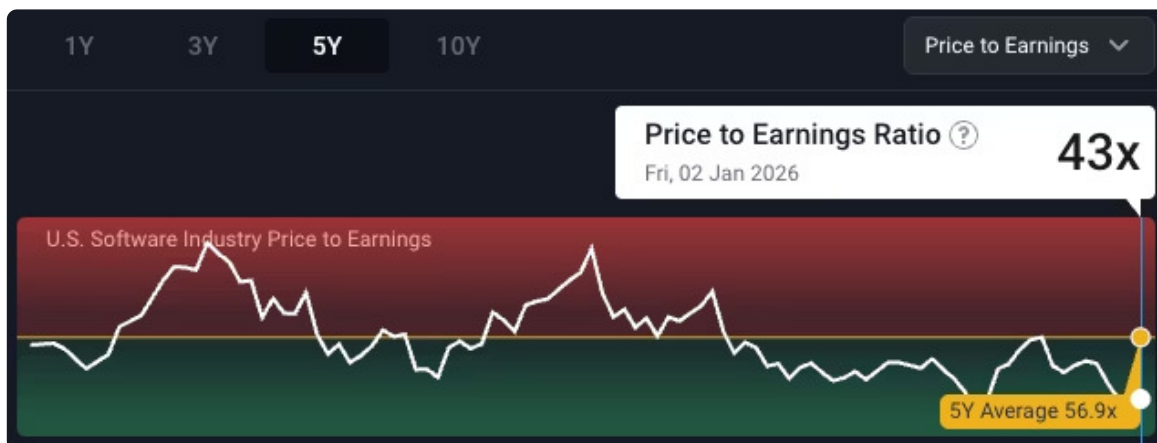 1Y 3Y 5Y 10Y Price to Earnings
Price to Earnings Ratio ? 43x
Fri, 02 Jan 2026
U.S. Software Industry Price to Earnings
5Y Average 56.9x